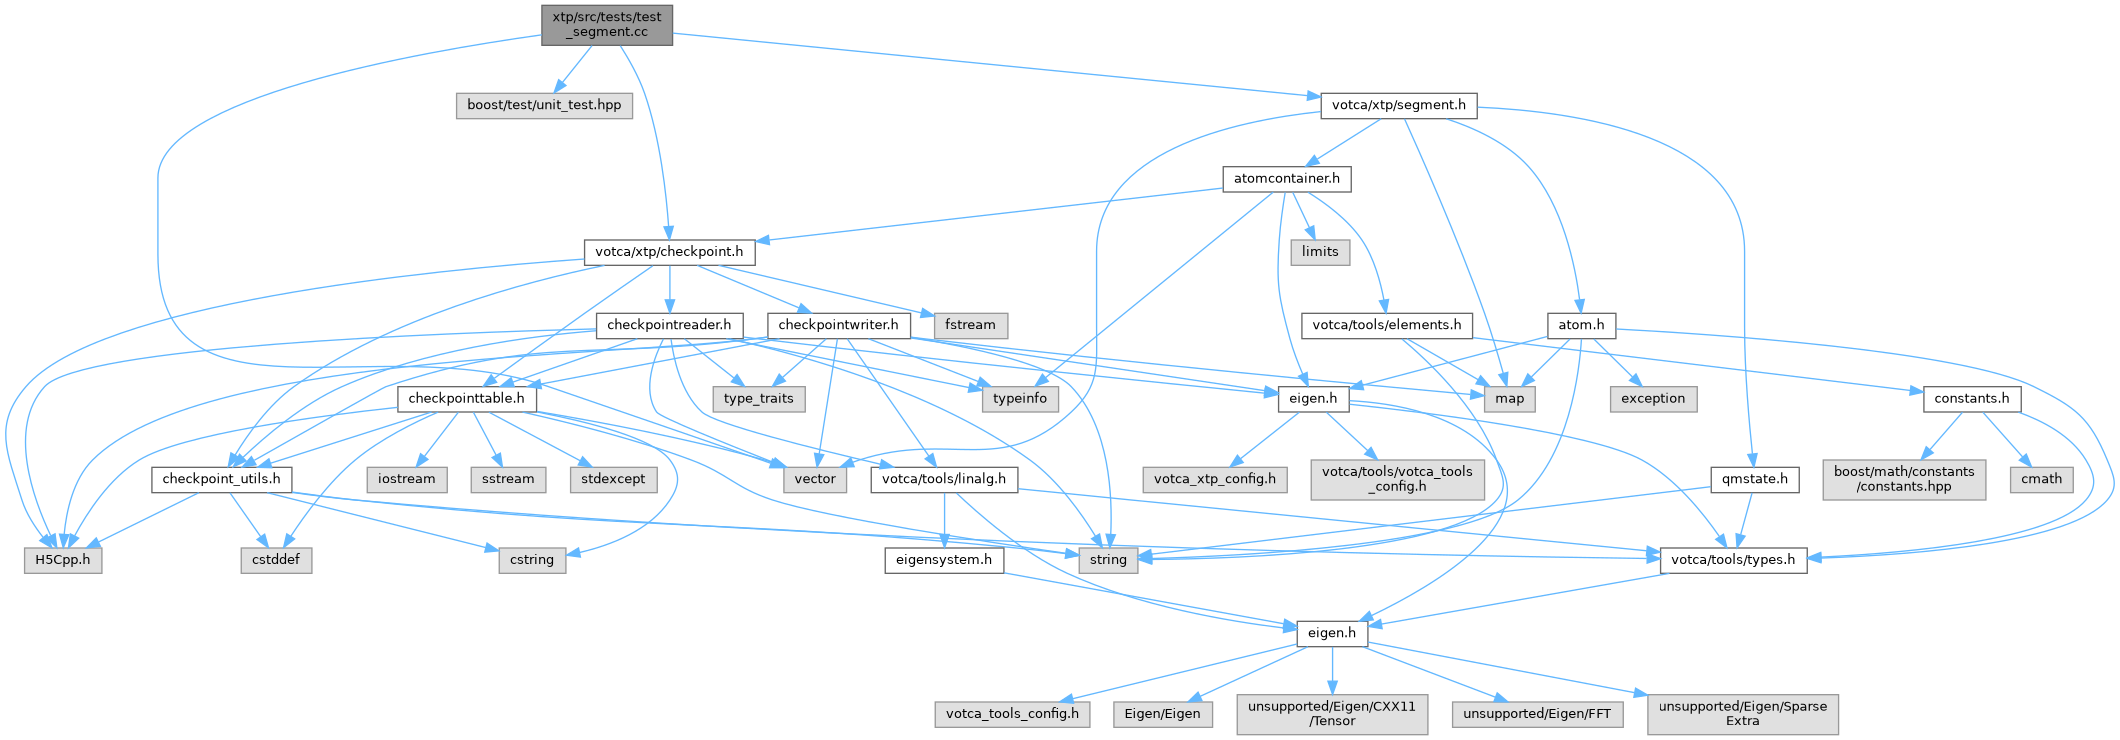 xtp/src/tests/test
_segment.cc
boost/test/unit_test.hpp
votca/xtp/segment.h
atomcontainer.h
votca/xtp/checkpoint.h
limits
checkpointreader.h
checkpointwriter.h
fstream
votca/tools/elements.h
atom.h
checkpointtable.h
type_traits
typeinfo
eigen.h
map
exception
constants.h
checkpoint_utils.h
iostream
sstream
stdexcept
vector
votca/tools/linalg.h
votca_xtp_config.h
votca/tools/votca_tools
_config.h
qmstate.h
boost/math/constants
/constants.hpp
cmath
H5Cpp.h
cstddef
cstring
eigensystem.h
string
votca/tools/types.h
eigen.h
votca_tools_config.h
Eigen/Eigen
unsupported/Eigen/CXX11
/Tensor
unsupported/Eigen/FFT
unsupported/Eigen/Sparse
Extra